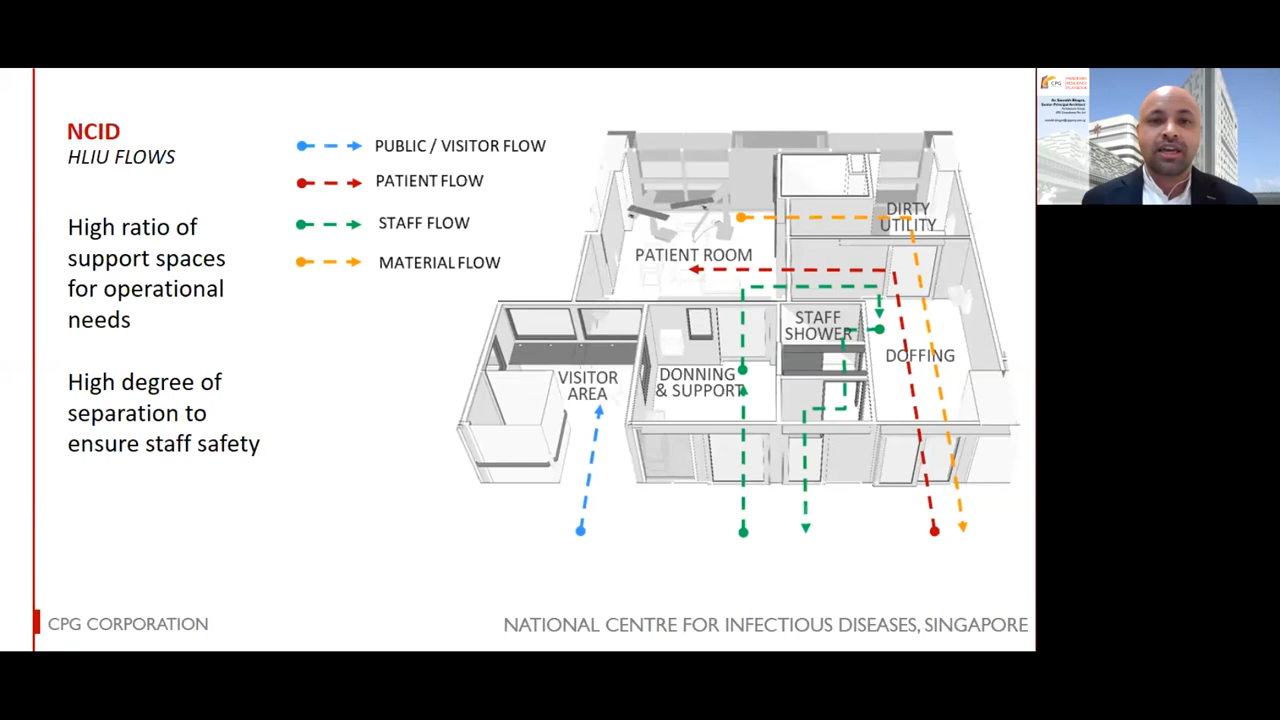 NCID
HLIU FLOWS
High ratio of
support spaces
for operational
needs
High degree of
separation to
ensure staff safety
PUBLIC / VISITOR FLOW
PATIENT FLOW
STAFF FLOW
MATERIAL FLOW
DIRTY
UTILITY
PATIENT ROOM
STAFF
SHOWER
DOFFING
VISITOR
AREA
DONNING
& SUPPORT
CPG CORPORATION
NATIONAL CENTRE FOR INFECTIOUS DISEASES, SINGAPORE
CPG